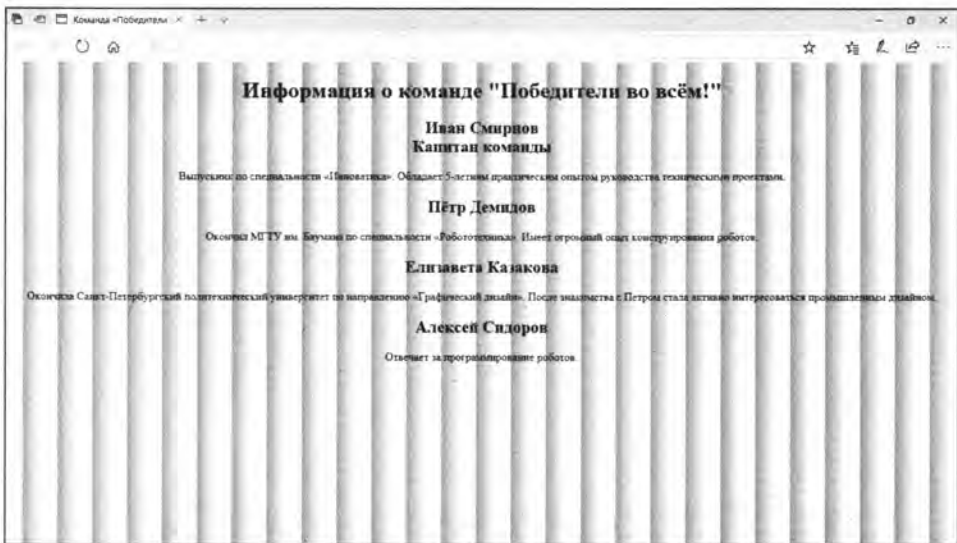 Команда «Победители
Информация о команде "Победители во всём!"
Иван Смирнов
Капитан команды
Выпускник по специальности «Инноватика». Обладает 5-летним практическим опытом руководства техническими проектами.
Пётр Демидов
Окончил МГТУ им. Баумана по специальности «Робототехника». Имеет огромный опыт конструирования роботов.
Елизавета Казакова
Окончила Санкт-Петербургский политехнический университет по направлению «Графический дизайн». После знакомства с Петром стала активно интересоваться промышленным дизайном.
Алексей Сидоров
Отвечает за программирование роботов.